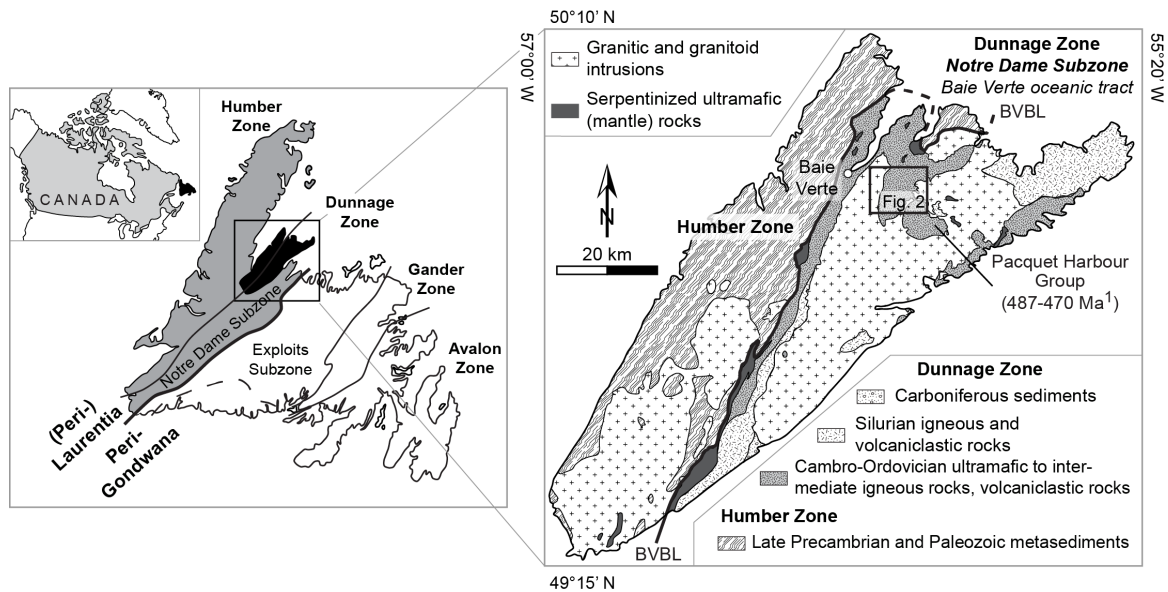 CANADA
Humber
Zone
Dunnage
Zone
Gander
Zone
Avalon
Zone
Notre Dame Subzone
Exploits
Subzone
(Peri-)
Laurentia
Peri-
Gondwana
50°10' N
57°00' W
55°20' W
49°15' N
Granitic and granitoid
intrusions
Serpentinized ultramafic
(mantle) rocks
N
20 km
Dunnage Zone
Notre Dame Subzone
Baie Verte oceanic tract
BVBL
Baie
Verte
Fig. 2
Humber Zone
Pacquet Harbour
Group
(487-470 Ma¹)
BVBL
Dunnage Zone
Carboniferous sediments
Silurian igneous and
volcaniclastic rocks
Cambro-Ordovician ultramafic to inter-
mediate igneous rocks, volcaniclastic rocks
Humber Zone
Late Precambrian and Paleozoic metasediments